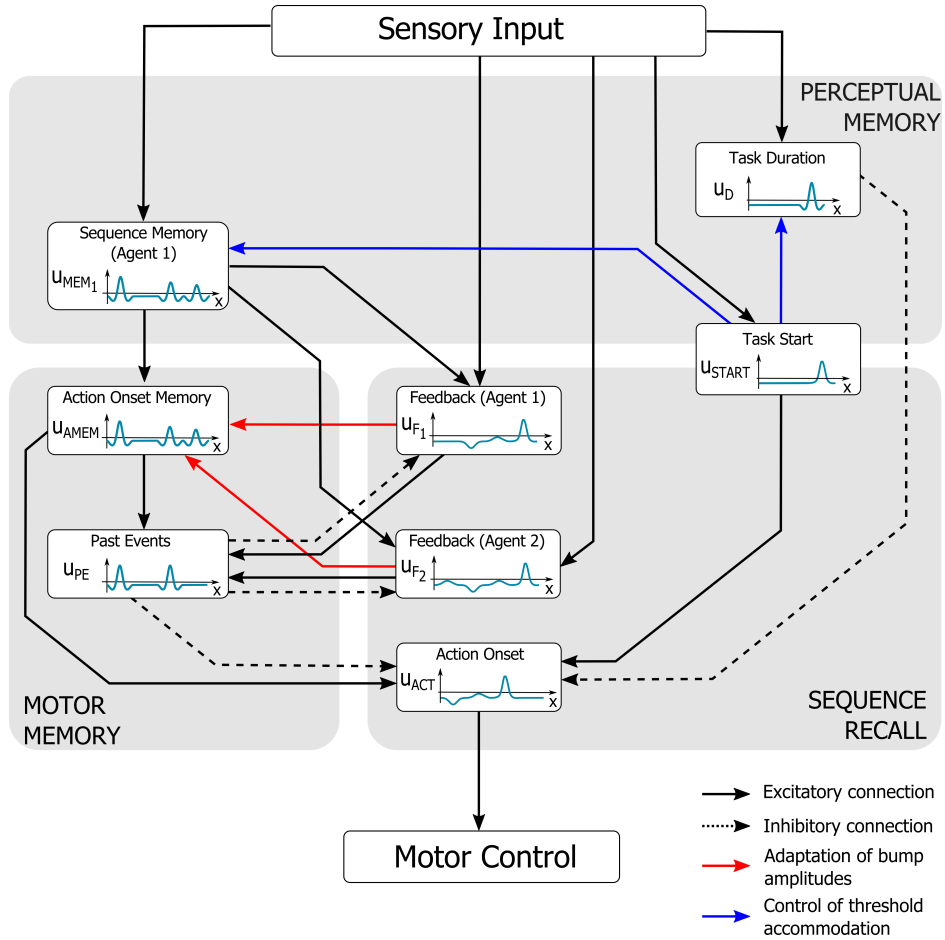 Sensory Input
PERCEPTUAL
MEMORY
Task Duration
uD
x
Sequence Memory
(Agent 1)
uMEM1
x
Task Start
uSTART
x
Action Onset Memory
uAMEM
x
Feedback (Agent 1)
uF1
x
Past Events
uPE
x
Feedback (Agent 2)
uF2
x
Action Onset
uACT
x
MOTOR
MEMORY
SEQUENCE
RECALL
Motor Control
Excitatory connection
Inhibitory connection
Adaptation of bump
amplitudes
Control of threshold
accommodation